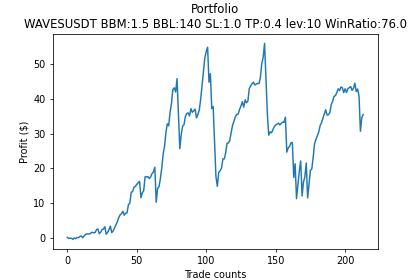 Portfolio
WAVESUSDT BBM:1.5 BBL:140 SL:1.0 TP:0.4 lev:10 WinRatio:76.0
50
40
30
20
10
0
Profit ($)
0 50 100 150 200
Trade counts